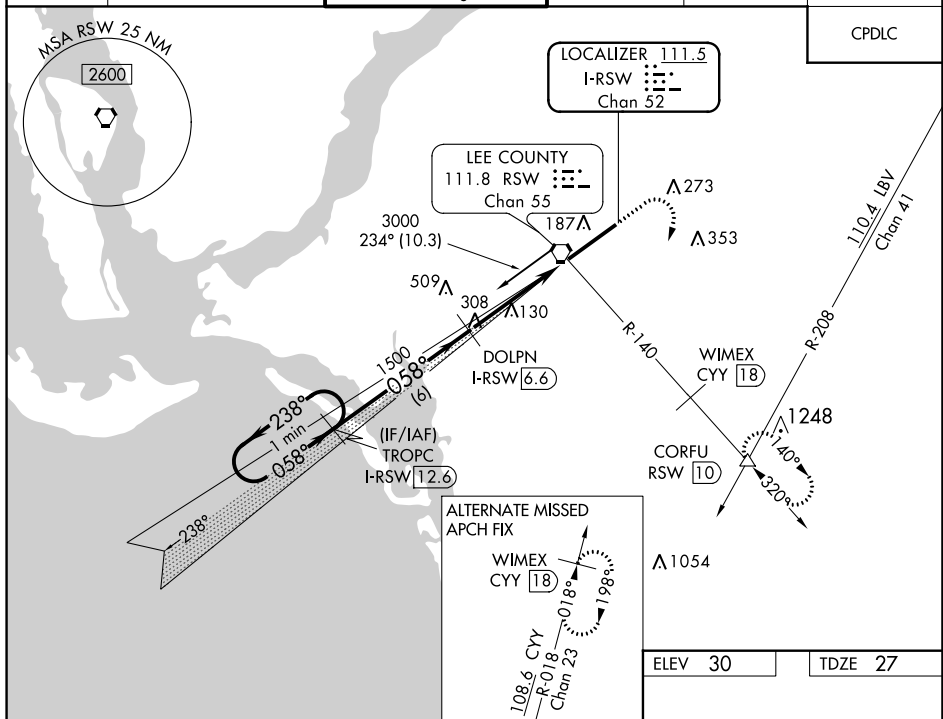 MSA RSW 25 NM
2600
CPDLC
LOCALIZER 111.5
I-RSW
Chan 52
LEE COUNTY
111.8 RSW
Chan 55
3000
234° (10.3)
187
273
353
509
308
130
110.4 LBV
Chan 41
R-208
R-140
1500
058°
(6)
DOLPN
I-RSW 6.6
WIMEX
CYY 18
238°
1 min
058°
(IF/IAF)
TROPC
I-RSW 12.6
CORFU
RSW 10
1248
140°
320°
238°
ALTERNATE MISSED
APCH FIX
WIMEX
CYY 18
018°
198°
108.6 CYY
R-018
Chan 23
1054
ELEV 30
TDZE 27